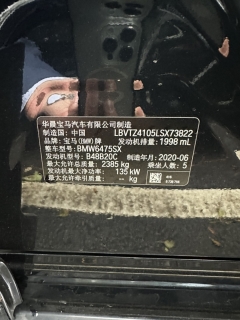 华晨宝马汽车有限公司制造
制造国：中国 LBVTZ4105LSX73822
品牌：宝马(BMW)牌 发动机排量：1998 mL
整车型号：BMW6475SX
发动机型号：B48B20C 制造年月：2020-06
最大允许总质量：2385 kg 乘坐人数：5
发动机最大净功率：135 kW
最大允许牵引质量：-- kg